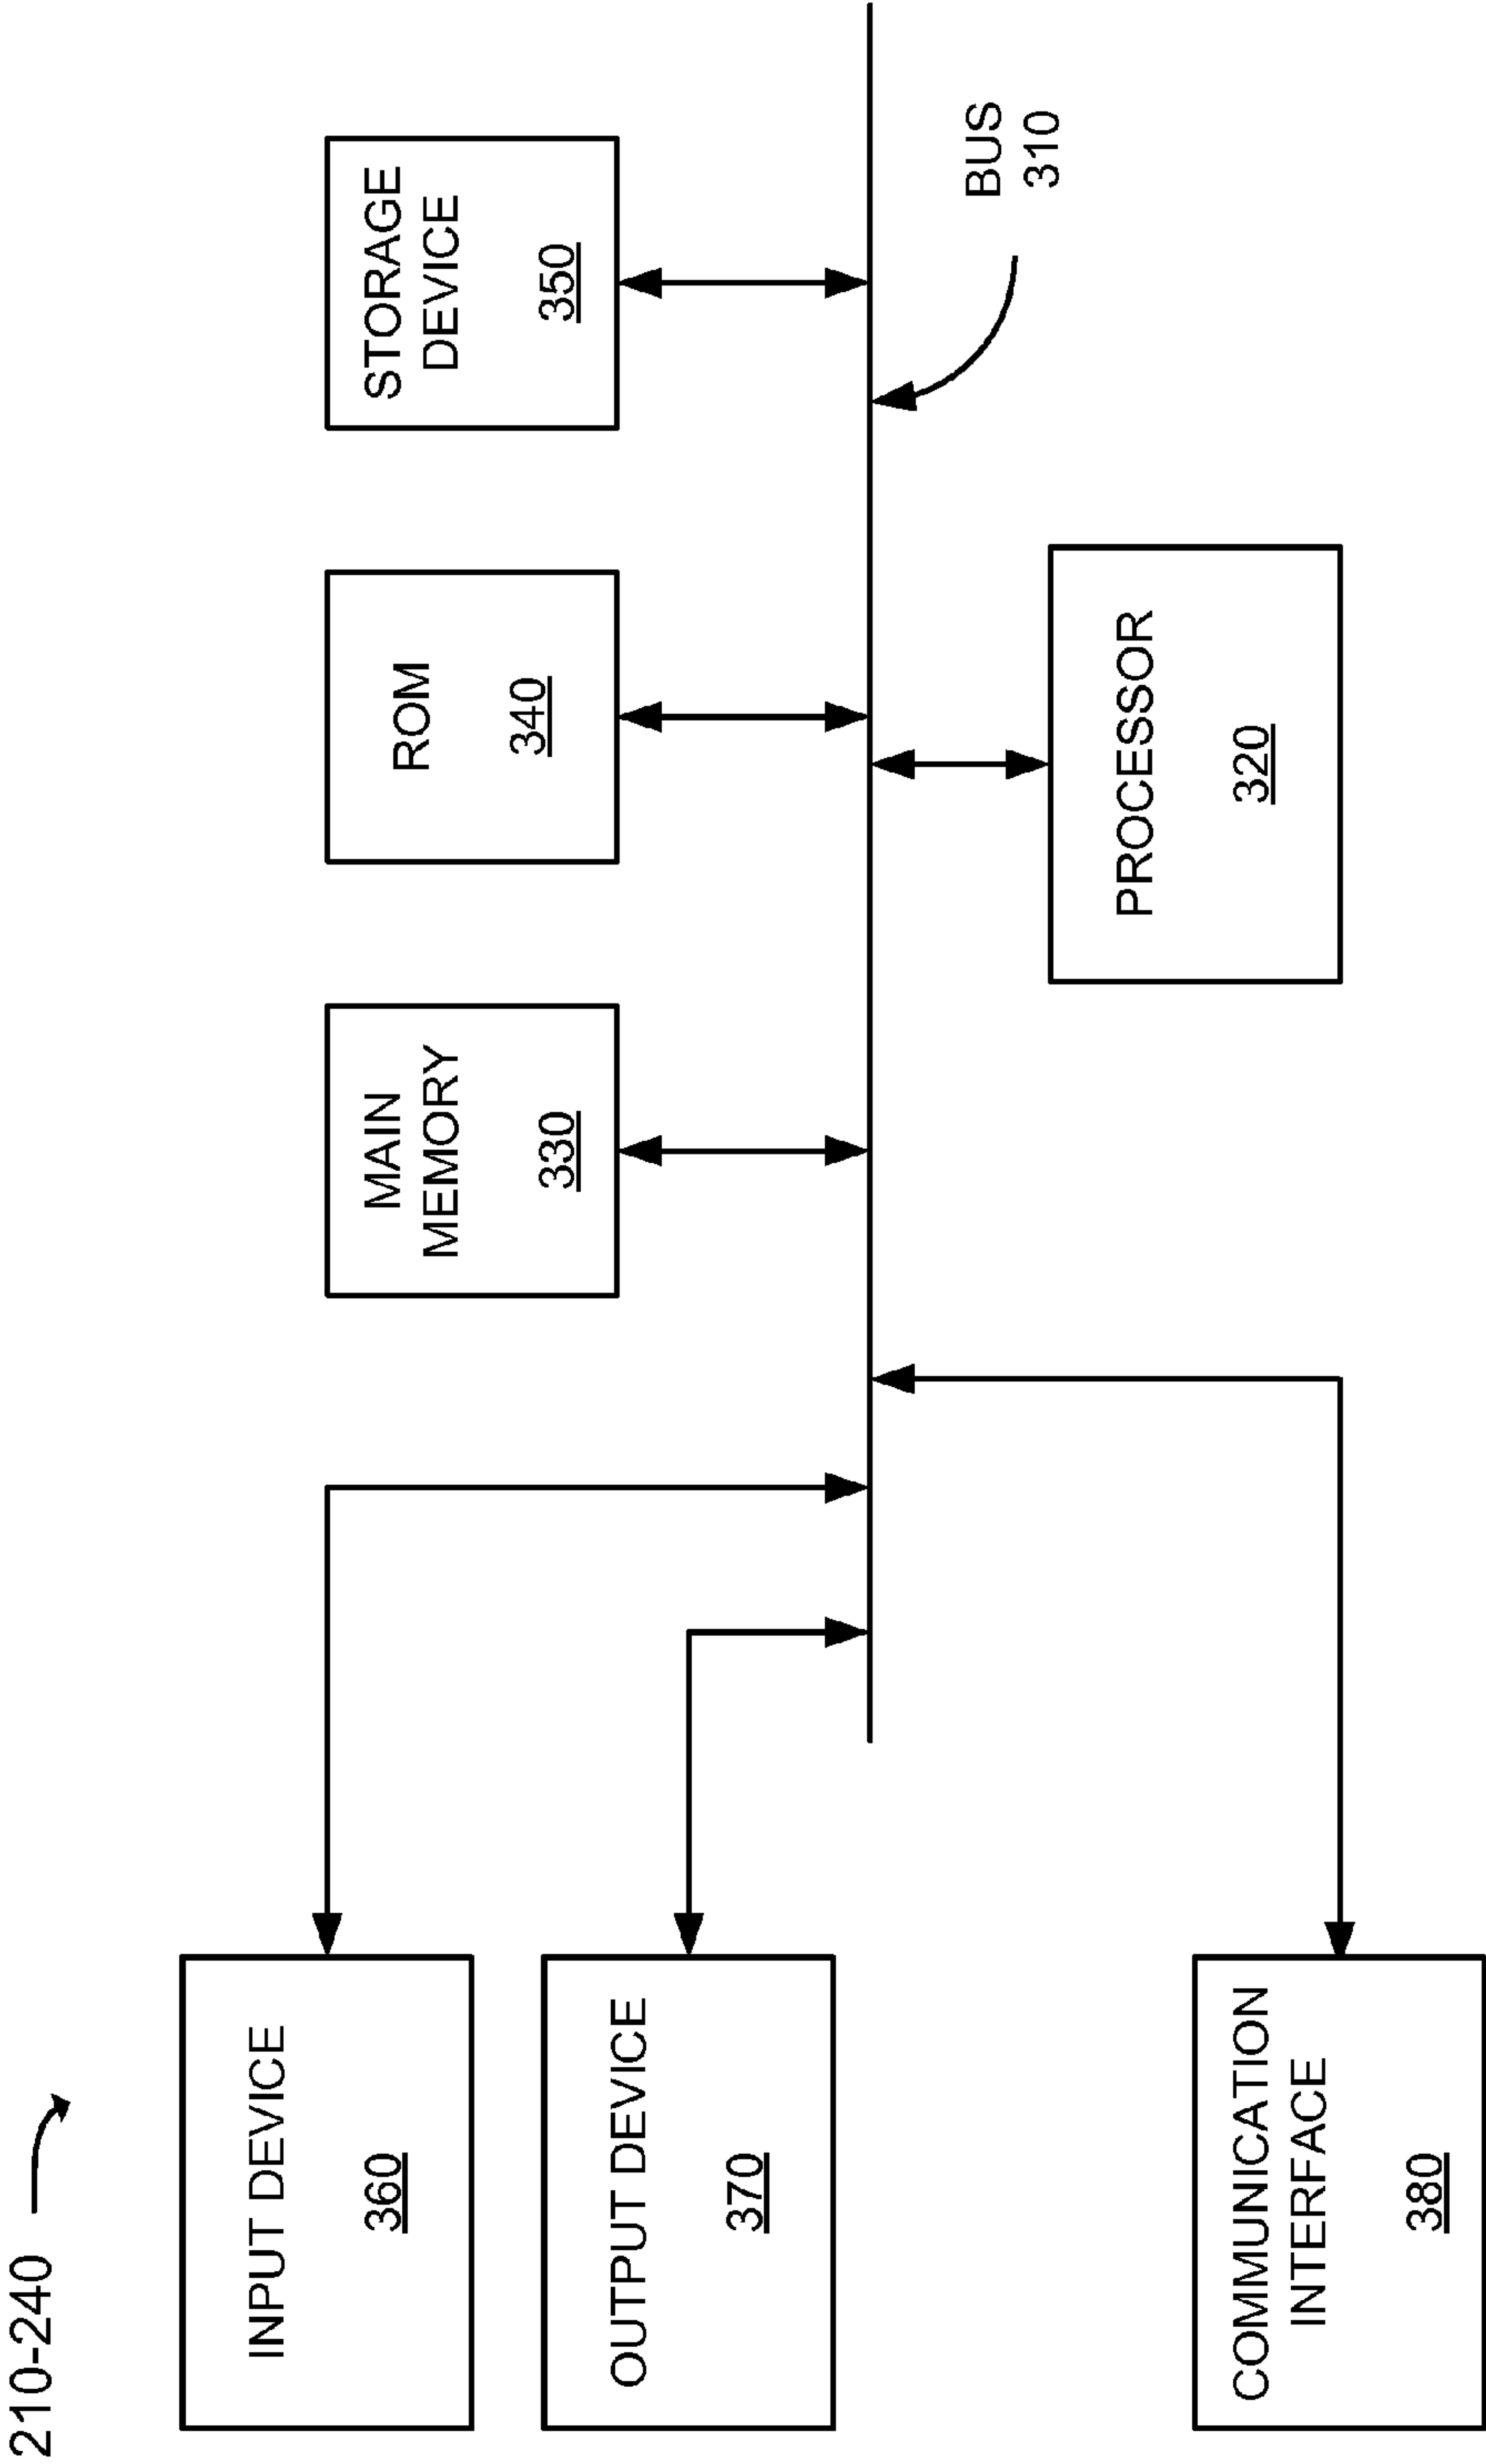 210-240
INPUT DEVICE
360
OUTPUT DEVICE
370
COMMUNICATION
INTERFACE
380
MAIN
MEMORY
330
ROM
340
STORAGE
DEVICE
350
PROCESSOR
320
BUS
310